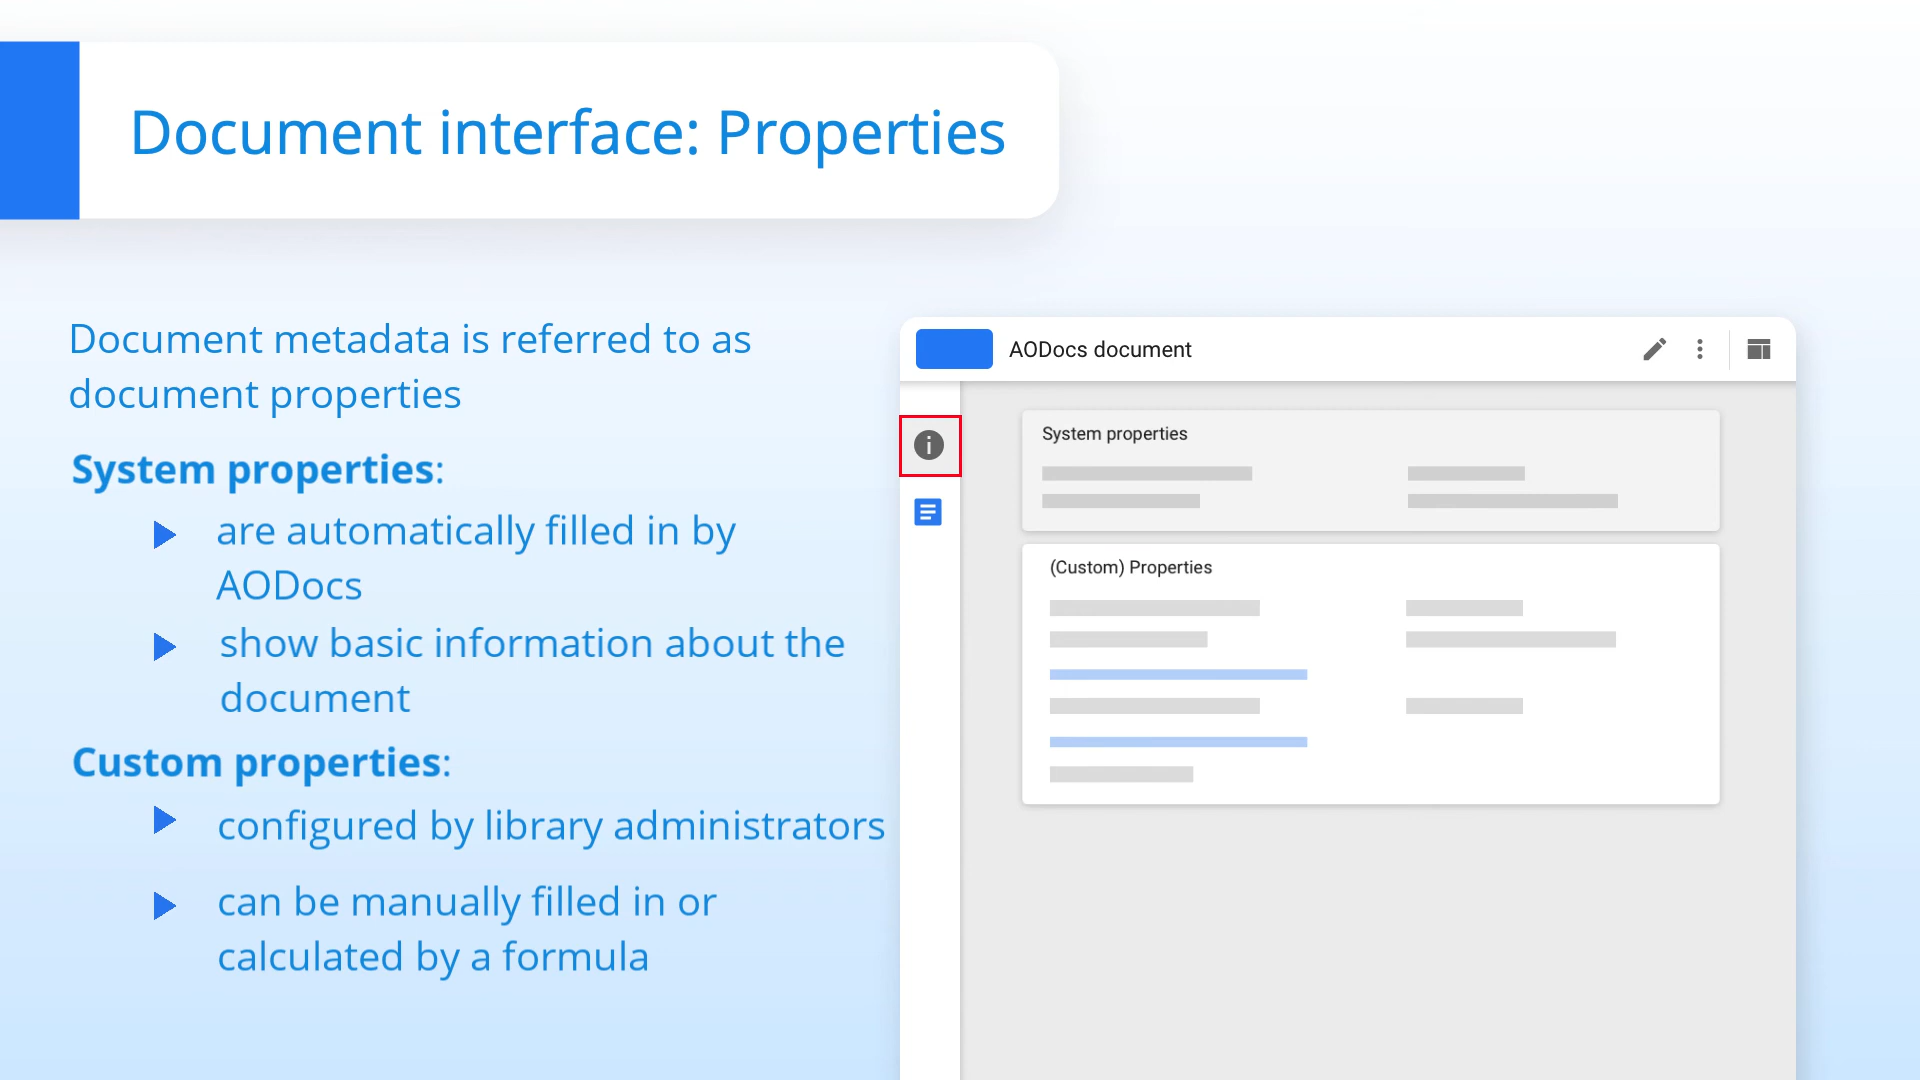 Document interface: Properties
Document metadata is referred to as
document properties
System properties:
are automatically filled in by
AODocs
show basic information about the
document
Custom properties:
configured by library administrators
can be manually filled in or
calculated by a formula
AODocs document
System properties
(Custom) Properties